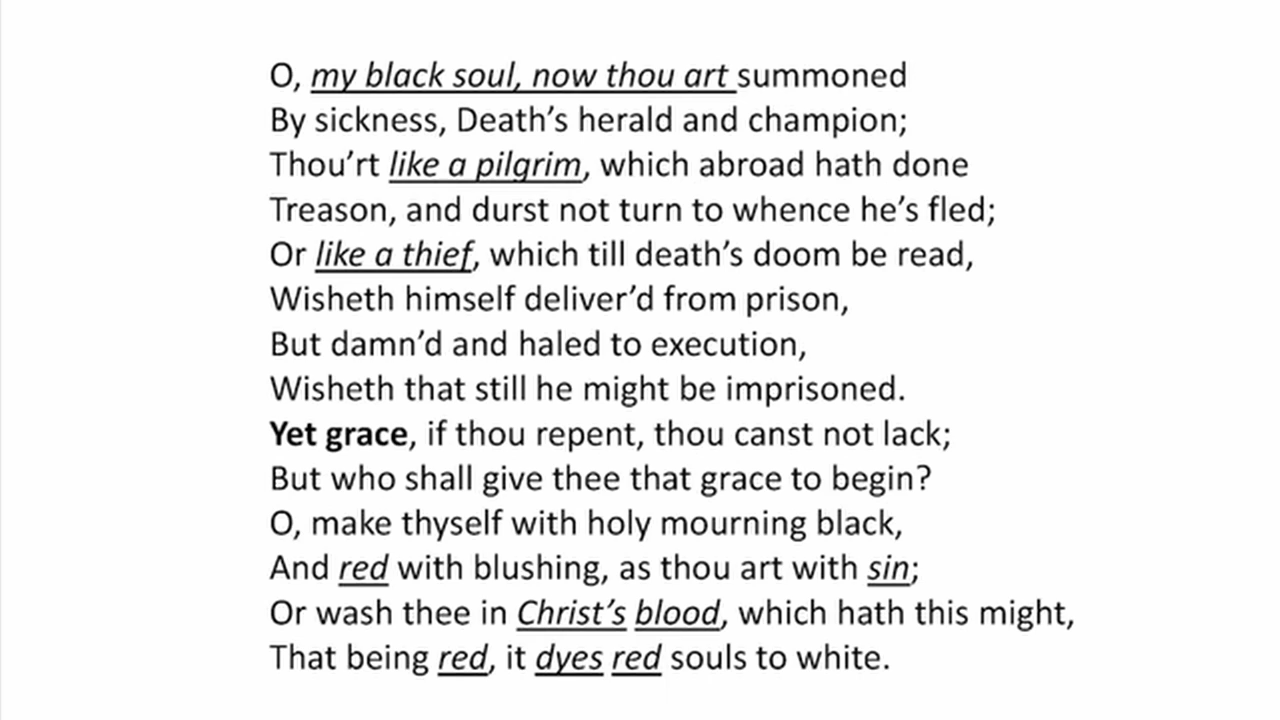 O, my black soul, now thou art summoned
By sickness, Death’s herald and champion;
Thou’rt like a pilgrim, which abroad hath done
Treason, and durst not turn to whence he’s fled;
Or like a thief, which till death’s doom be read,
Wisheth himself deliver’d from prison,
But damn’d and haled to execution,
Wisheth that still he might be imprisoned.
Yet grace, if thou repent, thou canst not lack;
But who shall give thee that grace to begin?
O, make thyself with holy mourning black,
And red with blushing, as thou art with sin;
Or wash thee in Christ’s blood, which hath this might,
That being red, it dyes red souls to white.